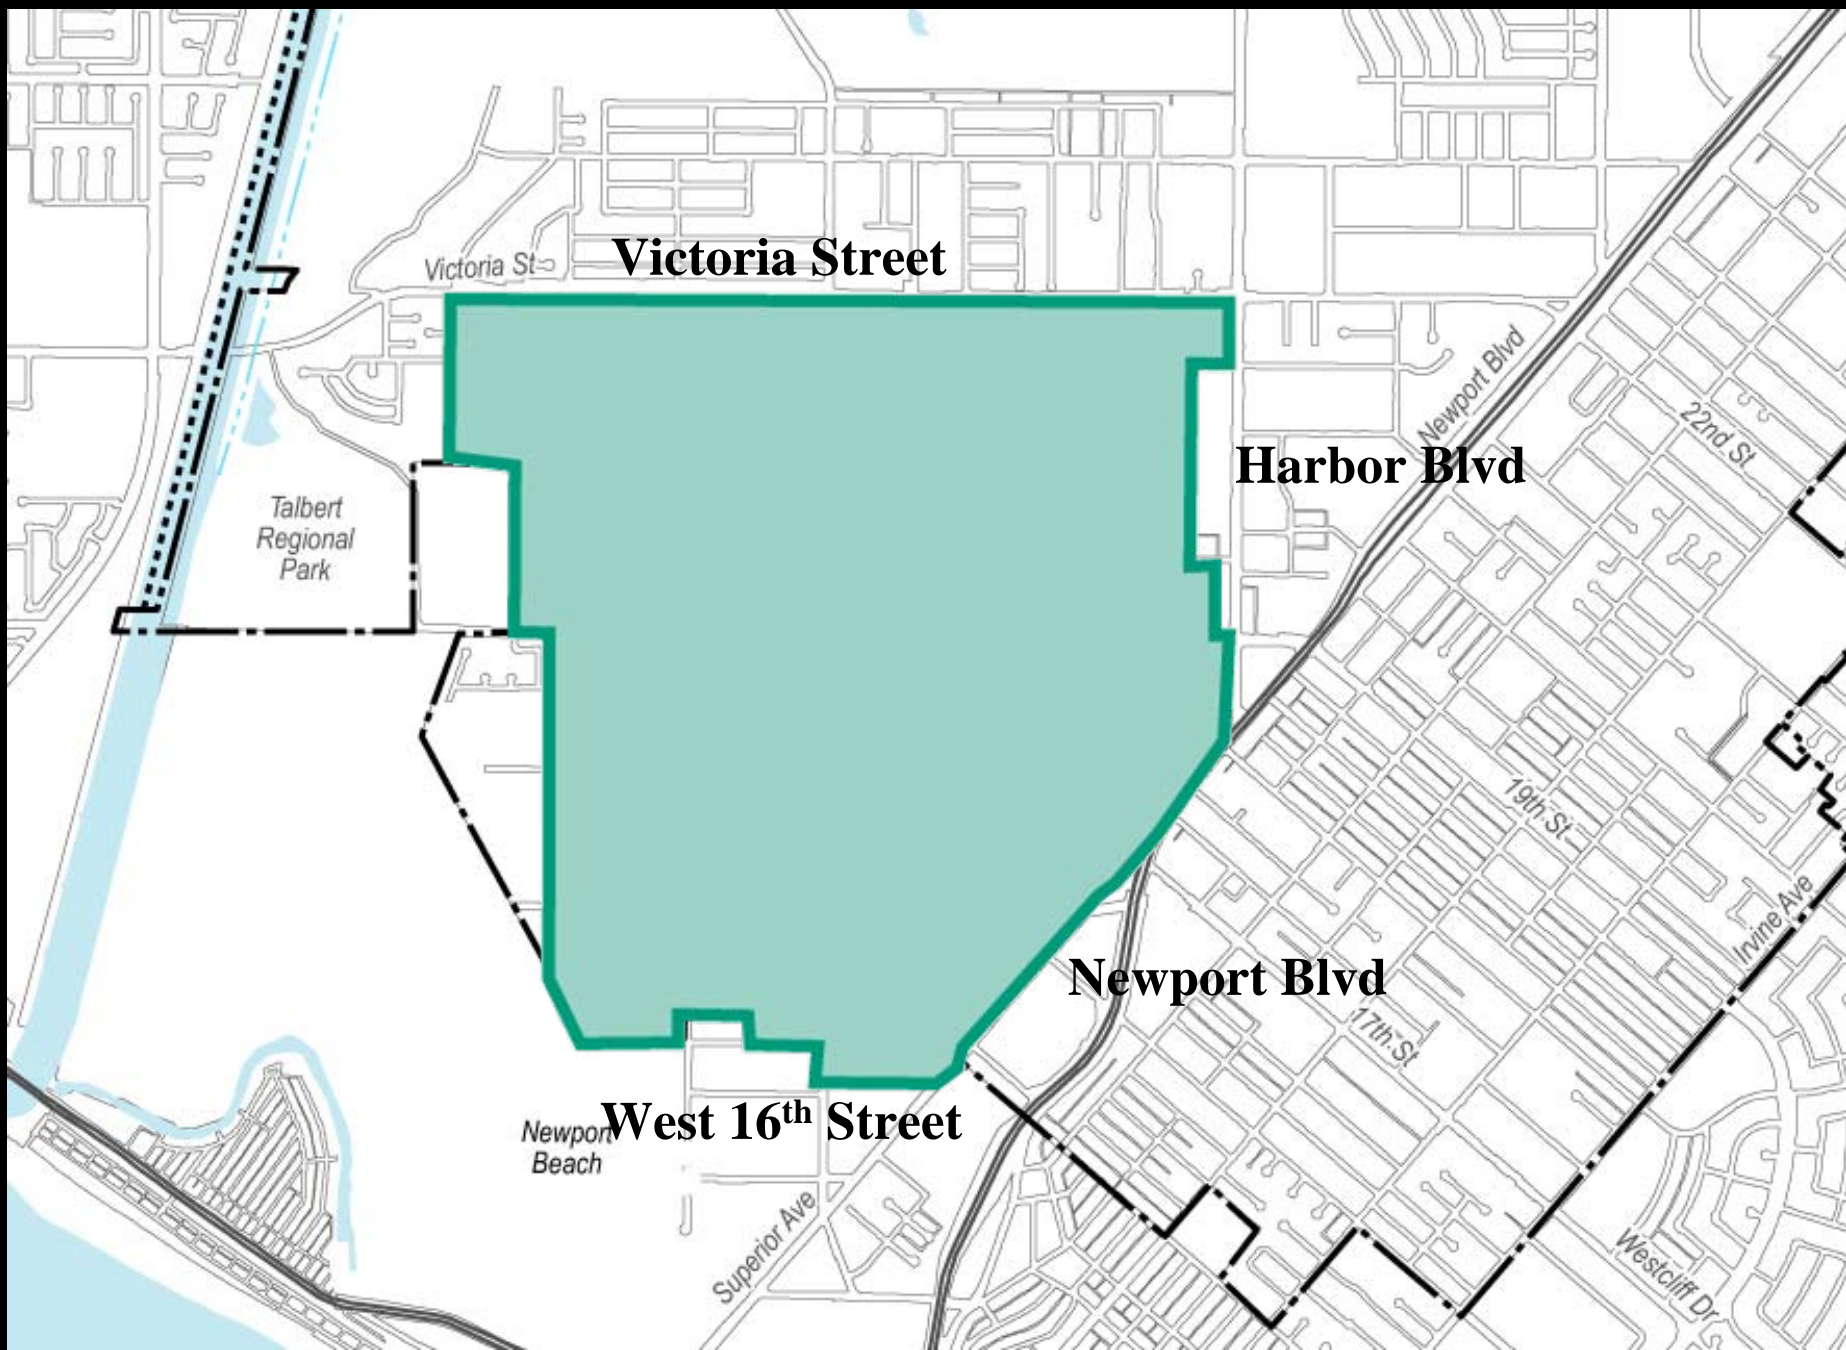 Victoria Street
Victoria St
Newport Blvd
22nd St
Harbor Blvd
Talbert
Regional
Park
19th St
Irvine Ave
Newport Blvd
17th St
West 16th Street
Newport
Beach
Superior Ave
Westcliff Dr